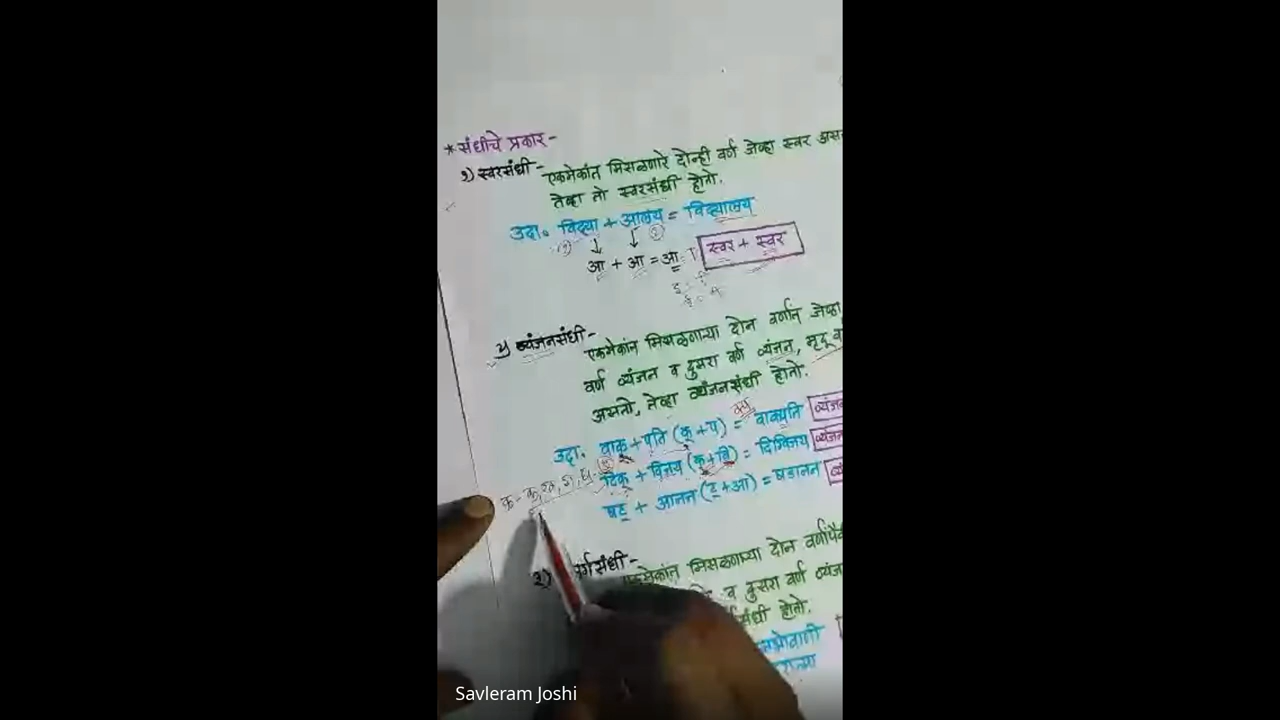 * संधीचे प्रकार -
१) स्वरसंधी - एकमेकांत मिसळणारे दोन्ही वर्ण जेव्हा स्वर अस
तेव्हा तो स्वरसंधी होतो.
उदा. विद्या + आलय = विद्यालय
आ + आ = आ स्वर + स्वर
२) व्यंजनसंधी - एकमेकांत मिसळणाऱ्या दोन वर्णांत जेव्हा
वर्ण व्यंजन व दुसरा वर्ण व्यंजन, मृदू व
असतो, तेव्हा व्यंजनसंधी होतो.
उदा. वाक् + पति (क् + प) = वाक्पति व्यंजन
दिक् + विजय (क् + वि) = दिग्विजय व्यंजन
षट् + आनन (ट् + आ) = षडानन
क - क, ख, ग, घ
एकमेकांत मिसळणाऱ्या दोन वर्णांपै
व दुसरा वर्ण व्यंज
संधी होतो.
Savleram Joshi